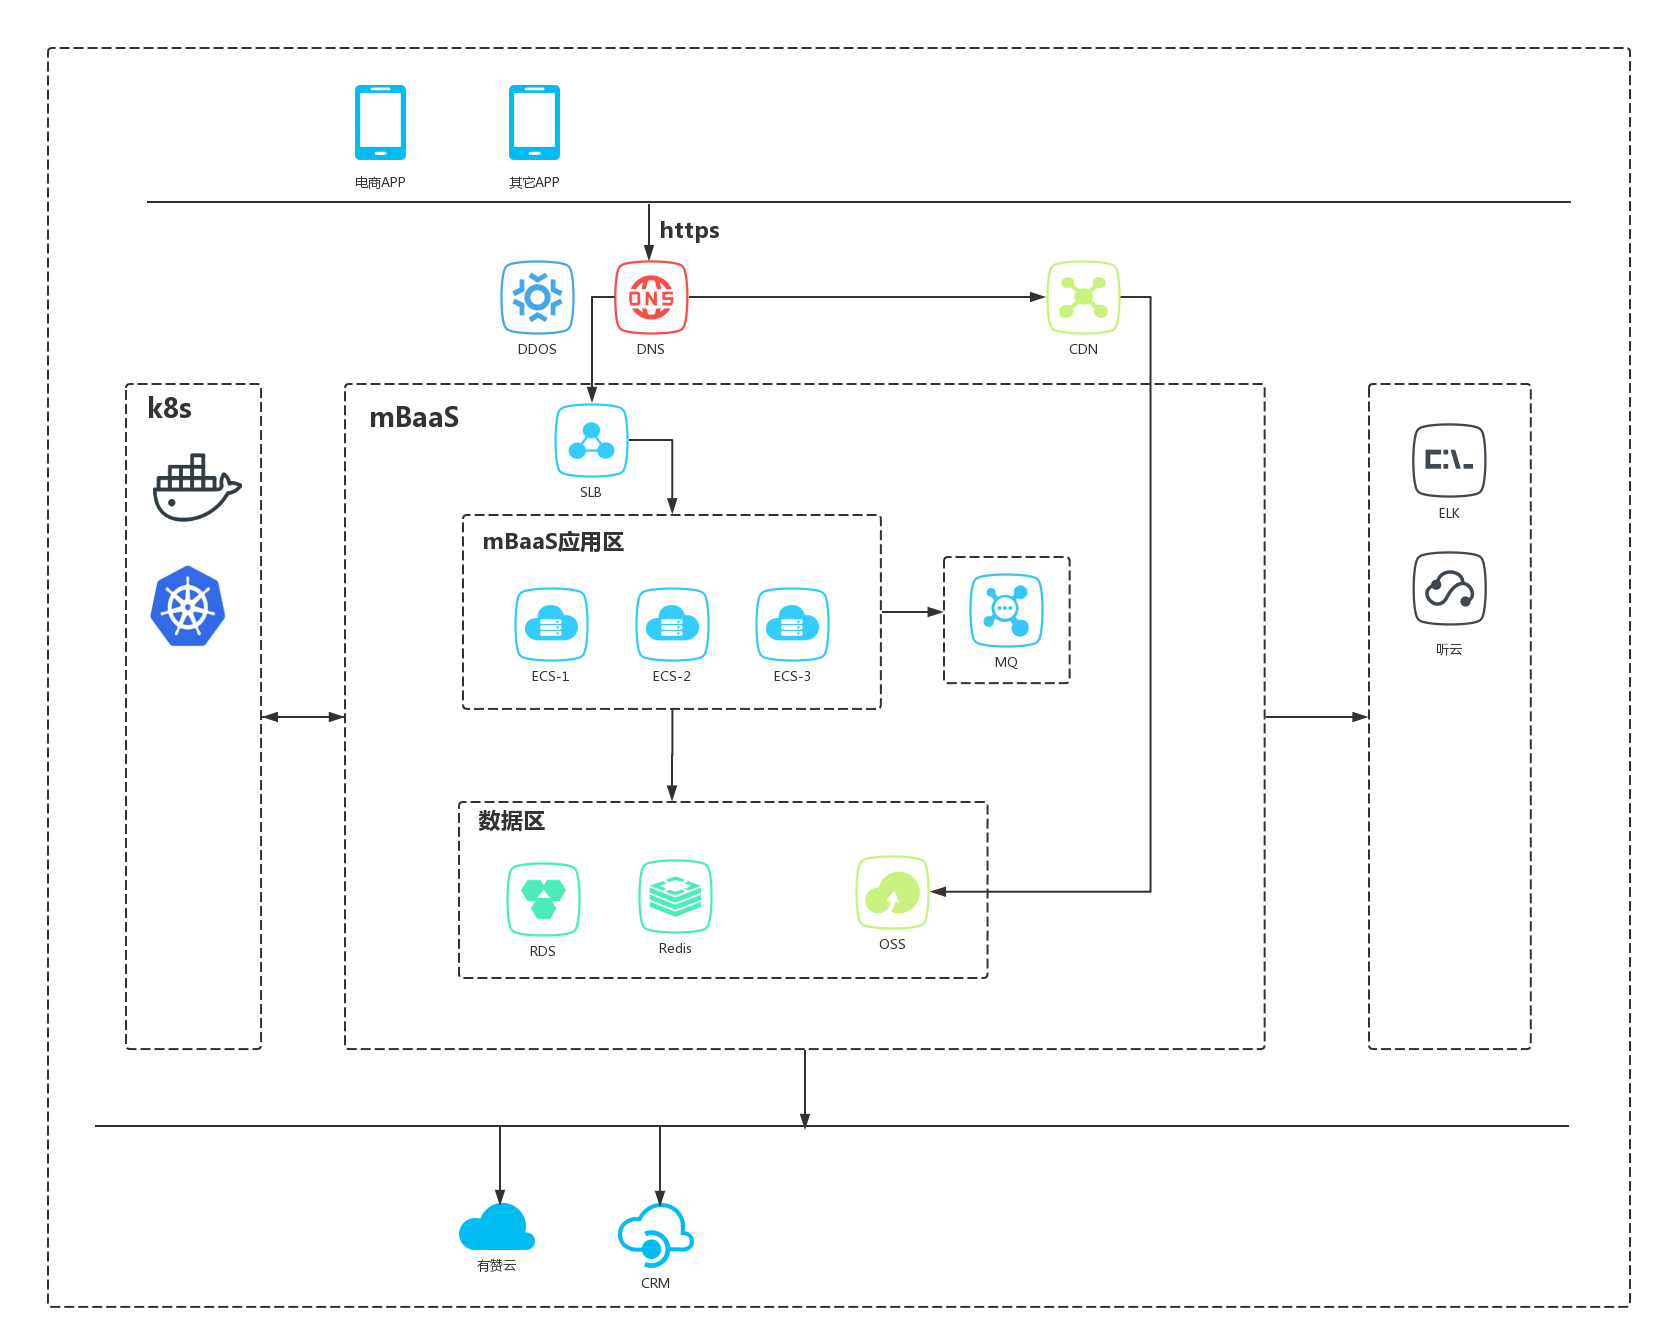 电商APP
其它APP
https
DDOS
DNS
CDN
k8s
mBaaS
SLB
mBaaS应用区
ECS-1
ECS-2
ECS-3
MQ
ELK
听云
数据区
RDS
Redis
OSS
有赞云
CRM
DNS